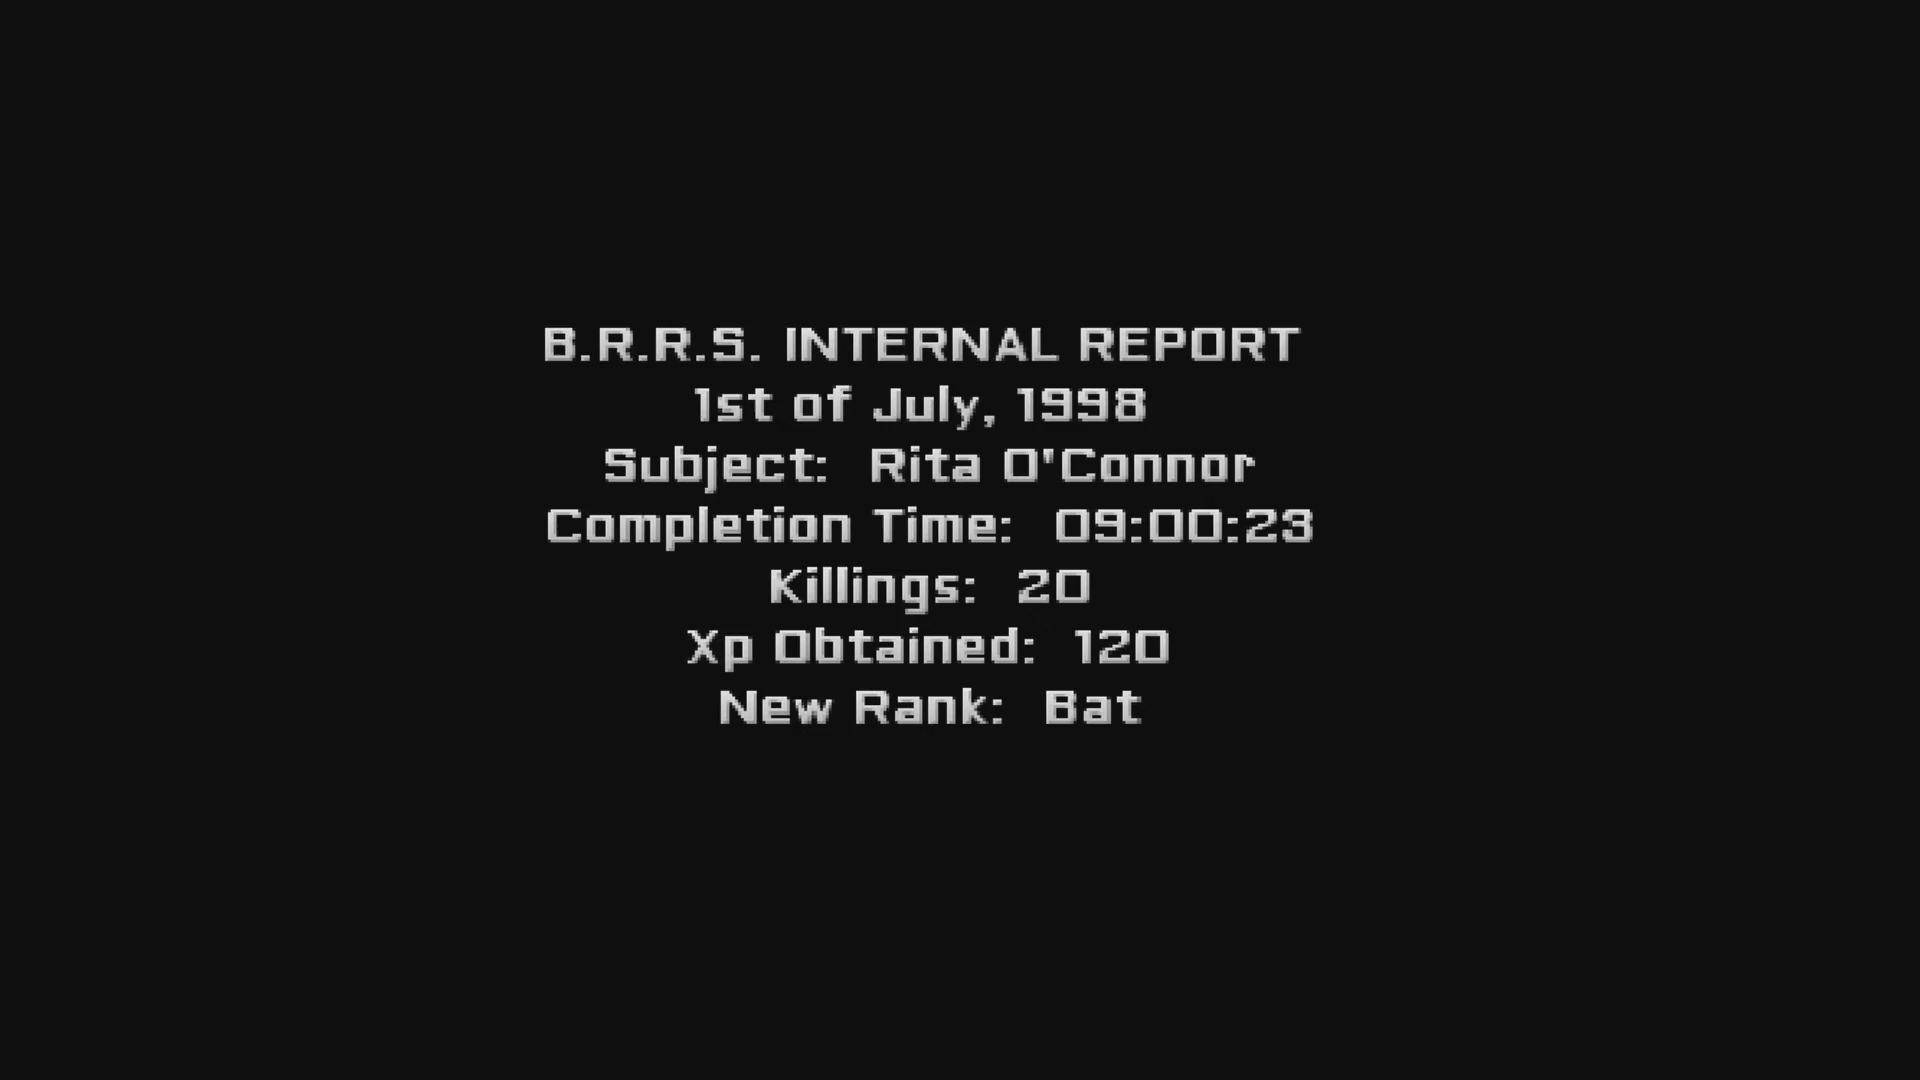 B.R.R.S. INTERNAL REPORT
1st of July, 1998
Subject: Rita O'Connor
Completion Time: 09:00:23
Killings: 20
Xp Obtained: 120
New Rank: Bat